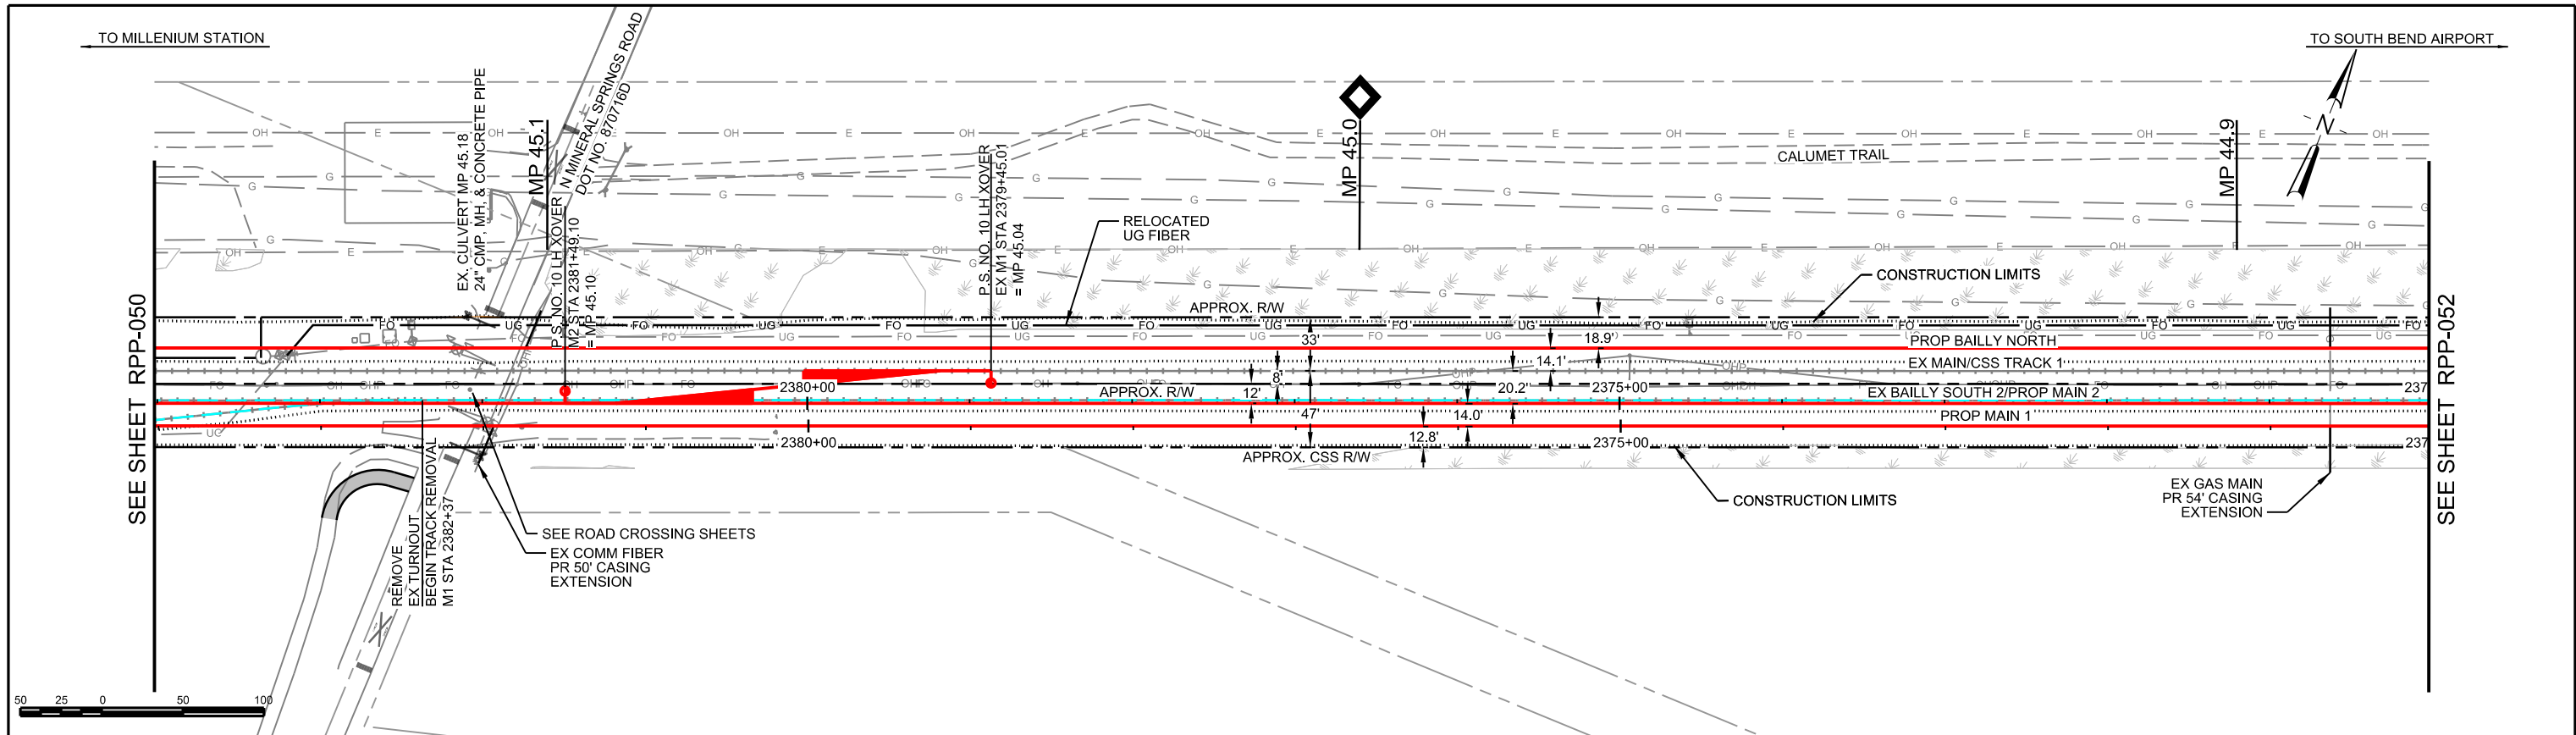 TO MILLENIUM STATION
TO SOUTH BEND AIRPORT
N
EX. CULVERT MP 45.18
24" CMP, MH, & CONCRETE PIPE
MP 45.1
N MINERAL SPRINGS ROAD
DOT NO. 870716D
P.S. NO. 10 LH XOVER
M2 STA 2381+49.10
= MP 45.10
P.S. NO. 10 LH XOVER
EX M1 STA 2379+45.01
= MP 45.04
MP 45.0
MP 44.9
CALUMET TRAIL
RELOCATED
UG FIBER
CONSTRUCTION LIMITS
APPROX. R/W
SEE SHEET RPP-050
SEE SHEET RPP-052
33'
18.9'
PROP BAILLY NORTH
14.1'
EX MAIN/CSS TRACK 1
8'
12'
20.2'
2380+00
2375+00
237
APPROX. R/W
EX BAILLY SOUTH 2/PROP MAIN 2
47'
14.0'
PROP MAIN 1
12.8'
2380+00
2375+00
237
APPROX. CSS R/W
CONSTRUCTION LIMITS
EX GAS MAIN
PR 54' CASING
EXTENSION
SEE ROAD CROSSING SHEETS
EX COMM FIBER
PR 50' CASING
EXTENSION
REMOVE
EX TURNOUT
BEGIN TRACK REMOVAL
M1 STA 2382+37
50 25 0 50 100